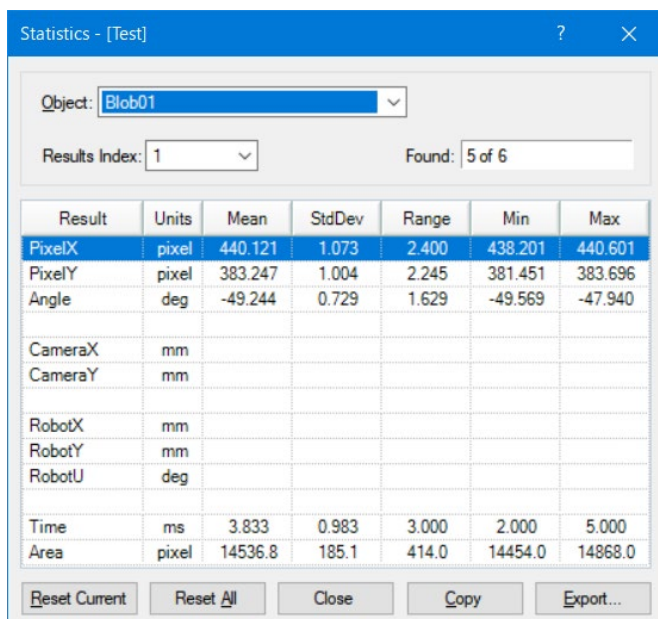 Statistics - [Test] ?
Object: Blob01
Results Index: 1 Found: 5 of 6
Result Units Mean StdDev Range Min Max
PixelX pixel 440.121 1.073 2.400 438.201 440.601
PixelY pixel 383.247 1.004 2.245 381.451 383.696
Angle deg -49.244 0.729 1.629 -49.569 -47.940
CameraX mm
CameraY mm
RobotX mm
RobotY mm
RobotU deg
Time ms 3.833 0.983 3.000 2.000 5.000
Area pixel 14536.8 185.1 414.0 14454.0 14868.0
Reset Current Reset All Close Copy Export...